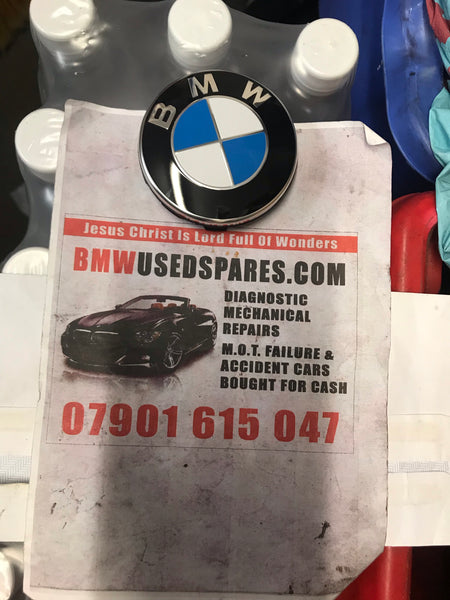 BMW
Jesus Christ Is Lord Full Of Wonders
BMWUSEDSPARES.COM
DIAGNOSTIC
MECHANICAL
REPAIRS
M.O.T. FAILURE &
ACCIDENT CARS
BOUGHT FOR CASH
07901 615 047